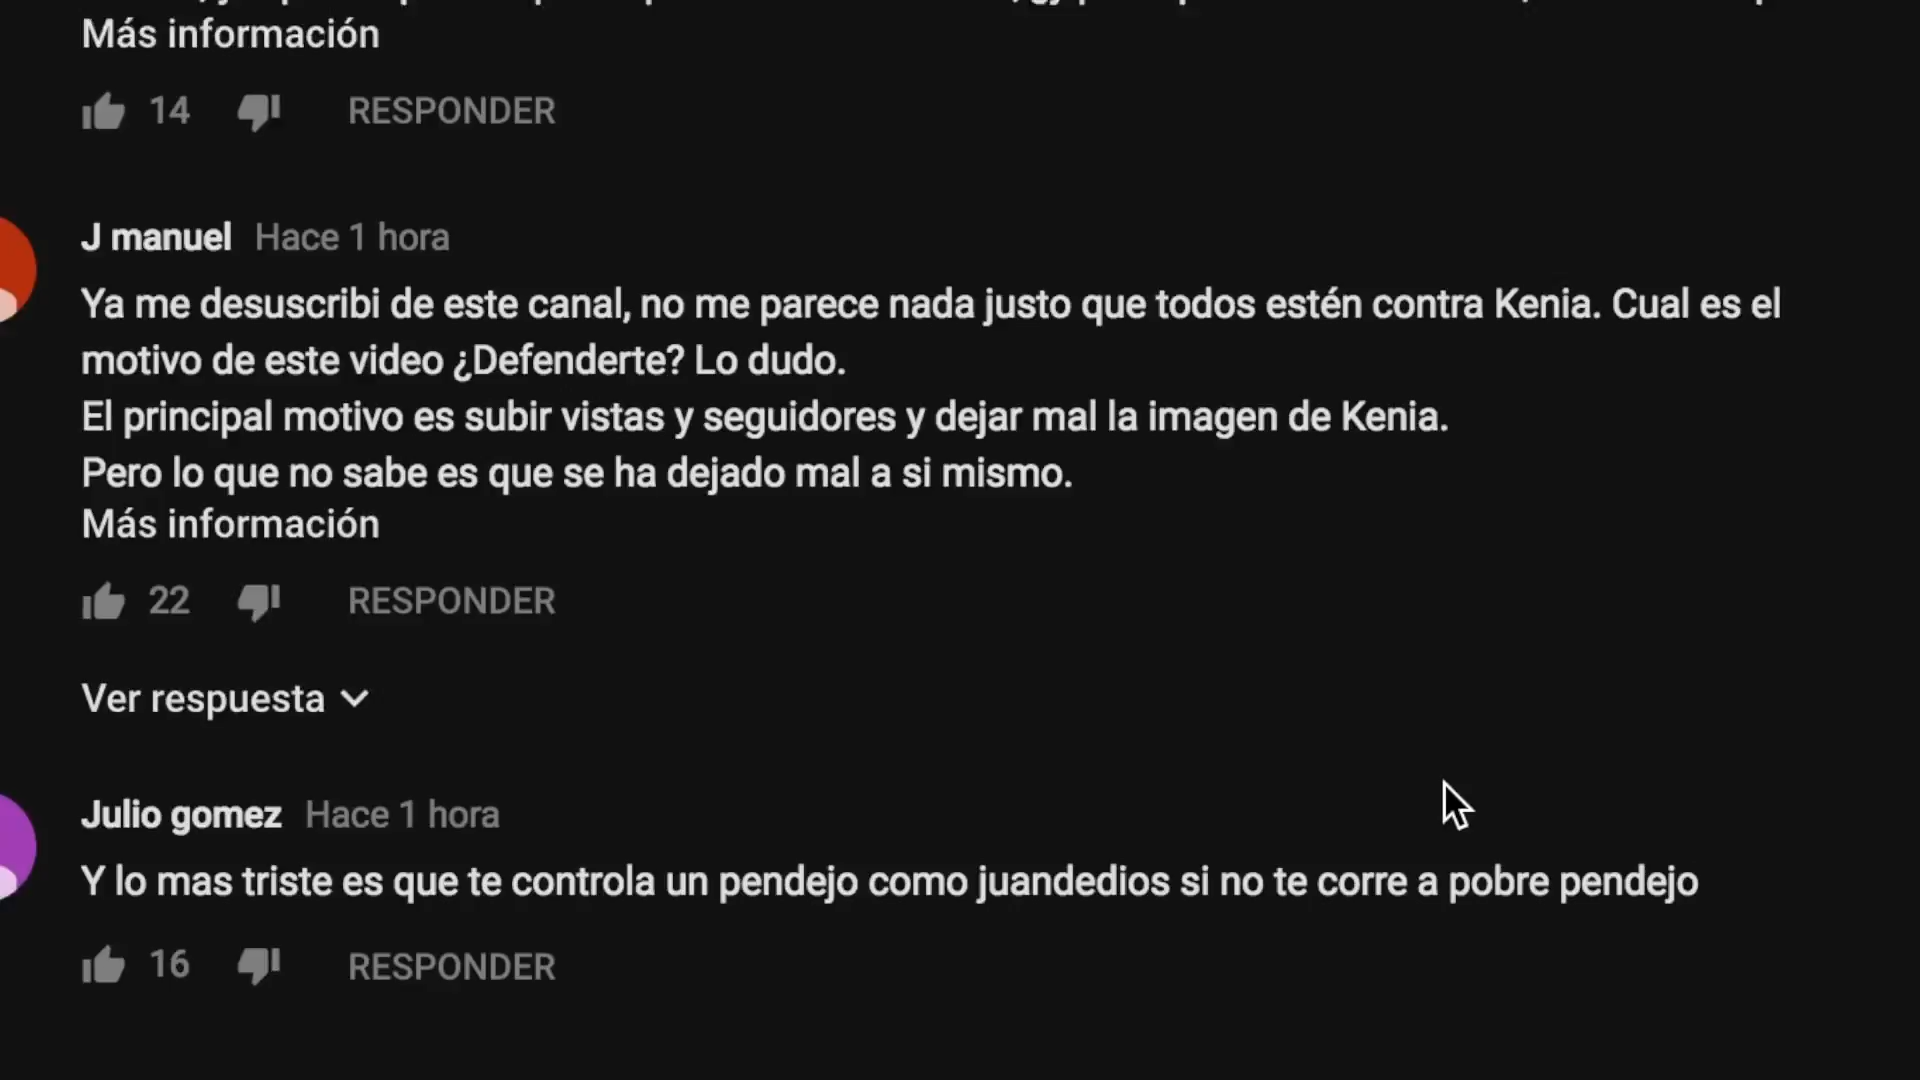 Más información
14 RESPONDER
J manuel Hace 1 hora
Ya me desuscribi de este canal, no me parece nada justo que todos estén contra Kenia. Cual es el
motivo de este video ¿Defenderte? Lo dudo.
El principal motivo es subir vistas y seguidores y dejar mal la imagen de Kenia.
Pero lo que no sabe es que se ha dejado mal a si mismo.
Más información
22 RESPONDER
Ver respuesta
Julio gomez Hace 1 hora
Y lo mas triste es que te controla un pendejo como juandedios si no te corre a pobre pendejo
16 RESPONDER